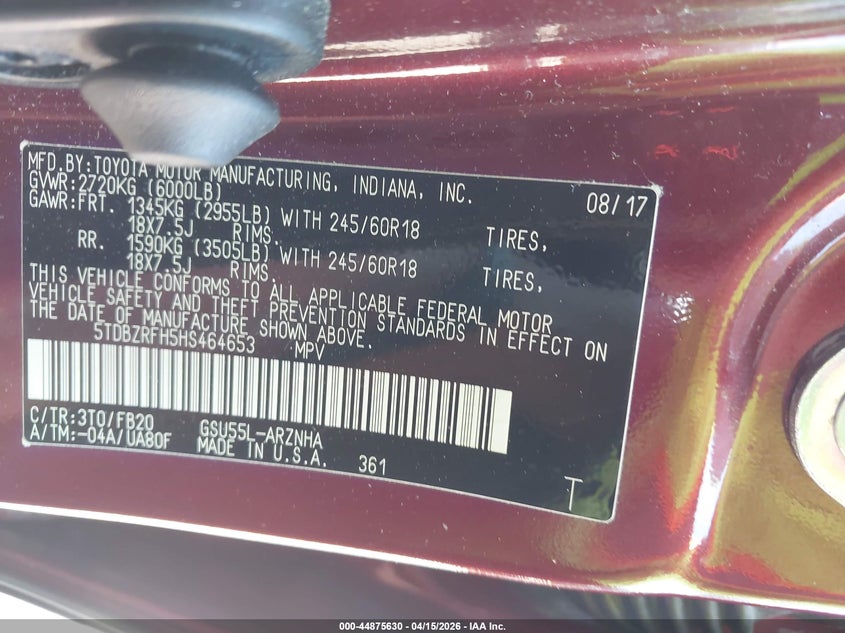 MFD.BY:TOYOTA MOTOR MANUFACTURING, INDIANA, INC. 08/17
GVWR:2720KG (6000LB)
GAWR:FRT. 1345KG (2955LB) WITH 245/60R18 TIRES,
18X7.5J RIMS.
RR. 1590KG (3505LB) WITH 245/60R18 TIRES,
18X7.5J RIMS.
THIS VEHICLE CONFORMS TO ALL APPLICABLE FEDERAL MOTOR
VEHICLE SAFETY AND THEFT PREVENTION STANDARDS IN EFFECT ON
THE DATE OF MANUFACTURE SHOWN ABOVE.
5TDBZRFH5HS464653 MPV
C/TR:3T0/FB20 GSU55L-ARZNHA
A/TM:-04A/UA80F MADE IN U.S.A. 361
T
000-44875630 - 04/15/2026 - IAA Inc.